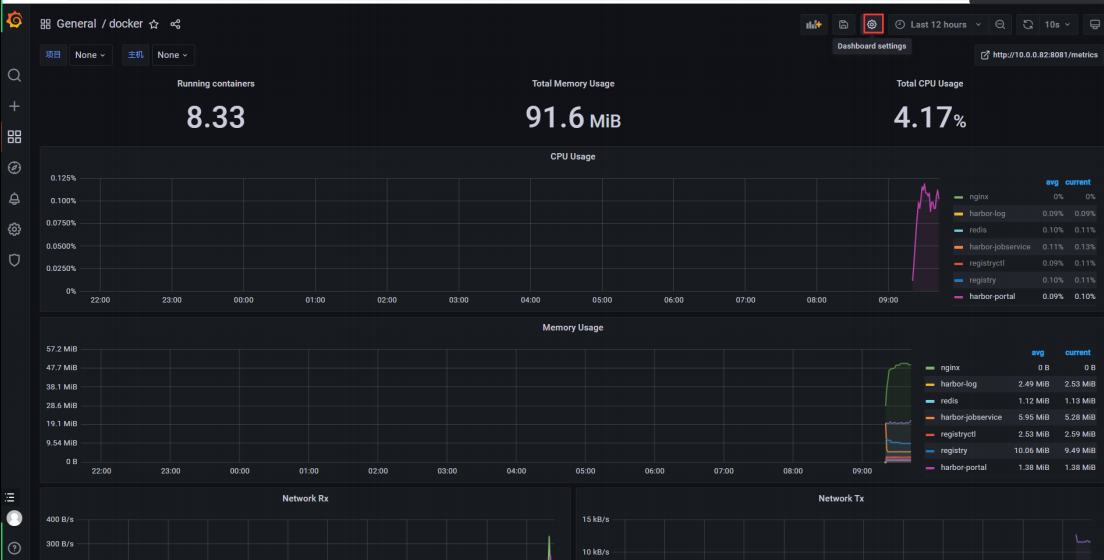 General / docker
Last 12 hours
10s
Dashboard settings
项目 None 主机 None
http://10.0.0.82:8081/metrics
Running containers
8.33
Total Memory Usage
91.6 MiB
Total CPU Usage
4.17%
CPU Usage
0.125%
0.100%
0.0750%
0.0500%
0.0250%
0%
22:00 23:00 00:00 01:00 02:00 03:00 04:00 05:00 06:00 07:00 08:00 09:00
avg current
nginx 0% 0%
harbor-log 0.09% 0.09%
redis 0.10% 0.11%
harbor-jobservice 0.11% 0.13%
registryctl 0.09% 0.11%
registry 0.10% 0.11%
harbor-portal 0.09% 0.10%
Memory Usage
57.2 MiB
47.7 MiB
38.1 MiB
28.6 MiB
19.1 MiB
9.54 MiB
0 B
22:00 23:00 00:00 01:00 02:00 03:00 04:00 05:00 06:00 07:00 08:00 09:00
avg current
nginx 0 B 0 B
harbor-log 2.49 MiB 2.53 MiB
redis 1.12 MiB 1.13 MiB
harbor-jobservice 5.95 MiB 5.28 MiB
registryctl 2.53 MiB 2.59 MiB
registry 10.06 MiB 9.49 MiB
harbor-portal 1.38 MiB 1.38 MiB
Network Rx
400 B/s
300 B/s
Network Tx
15 kB/s
10 kB/s